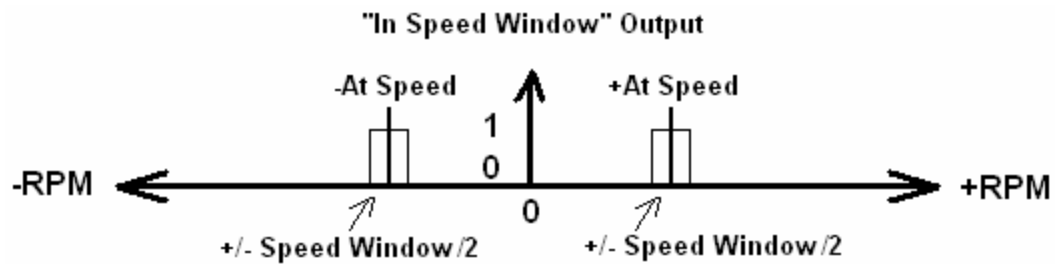 "In Speed Window" Output
-At Speed
+At Speed
1
0
-RPM
+RPM
0
+/- Speed Window/2
+/- Speed Window/2